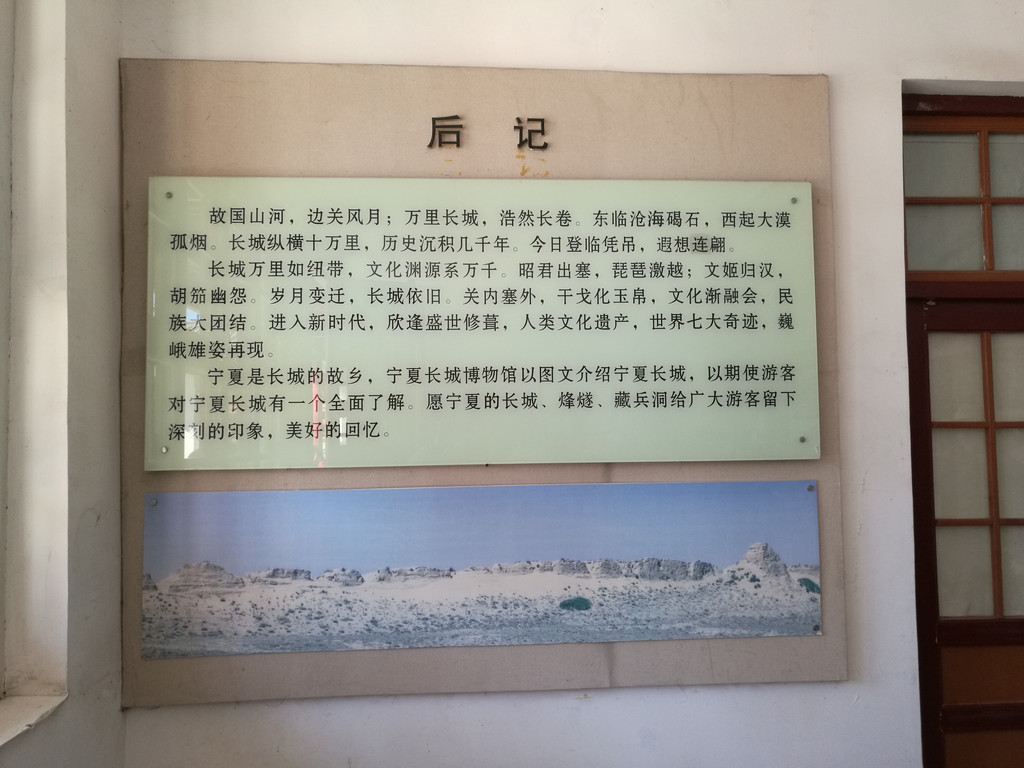 后记
故国山河，边关风月；万里长城，浩然长卷。东临沧海碣石，西起大漠
孤烟。长城纵横十万里，历史沉积几千年。今日登临凭吊，遐想连翩。
长城万里如纽带，文化渊源系万千。昭君出塞，琵琶激越；文姬归汉，
胡笳幽怨。岁月变迁，长城依旧。关内塞外，干戈化玉帛，文化渐融会，民
族大团结。进入新时代，欣逢盛世修葺，人类文化遗产，世界七大奇迹，巍
峨雄姿再现。
宁夏是长城的故乡，宁夏长城博物馆以图文介绍宁夏长城，以期使游客
对宁夏长城有一个全面了解。愿宁夏的长城、烽燧、藏兵洞给广大游客留下
深刻的印象，美好的回忆。